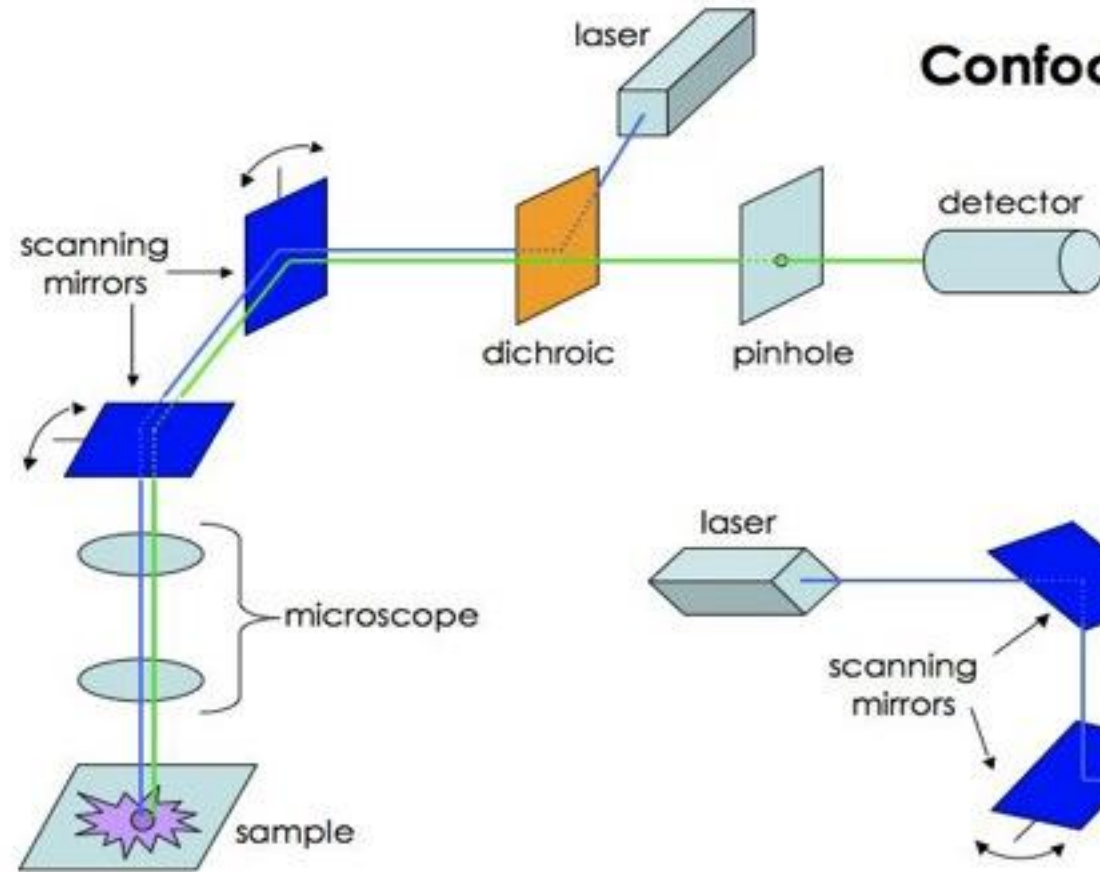 laser
Confoc
detector
scanning
mirrors
dichroic
pinhole
laser
microscope
scanning
mirrors
sample